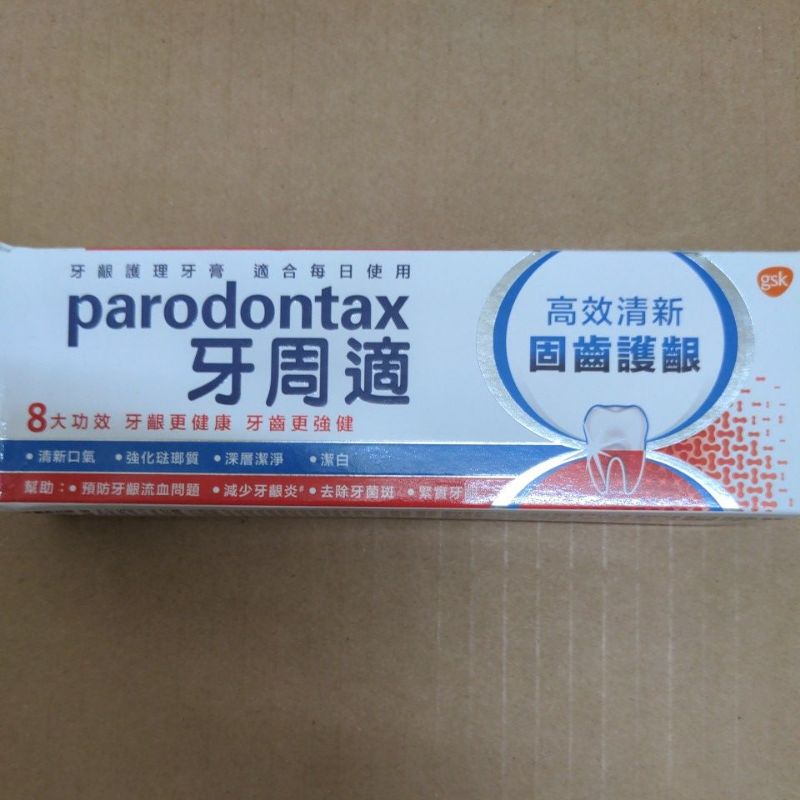 牙齦護理牙膏 適合每日使用
parodontax
牙周適
8大功效 牙齦更健康 牙齒更強健
• 清新口氣 • 強化琺瑯質 • 深層潔淨 • 潔白
幫助：• 預防牙齦流血問題 • 減少牙齦炎# • 去除牙菌斑 • 緊實牙齦
gsk
高效清新
固齒護齦